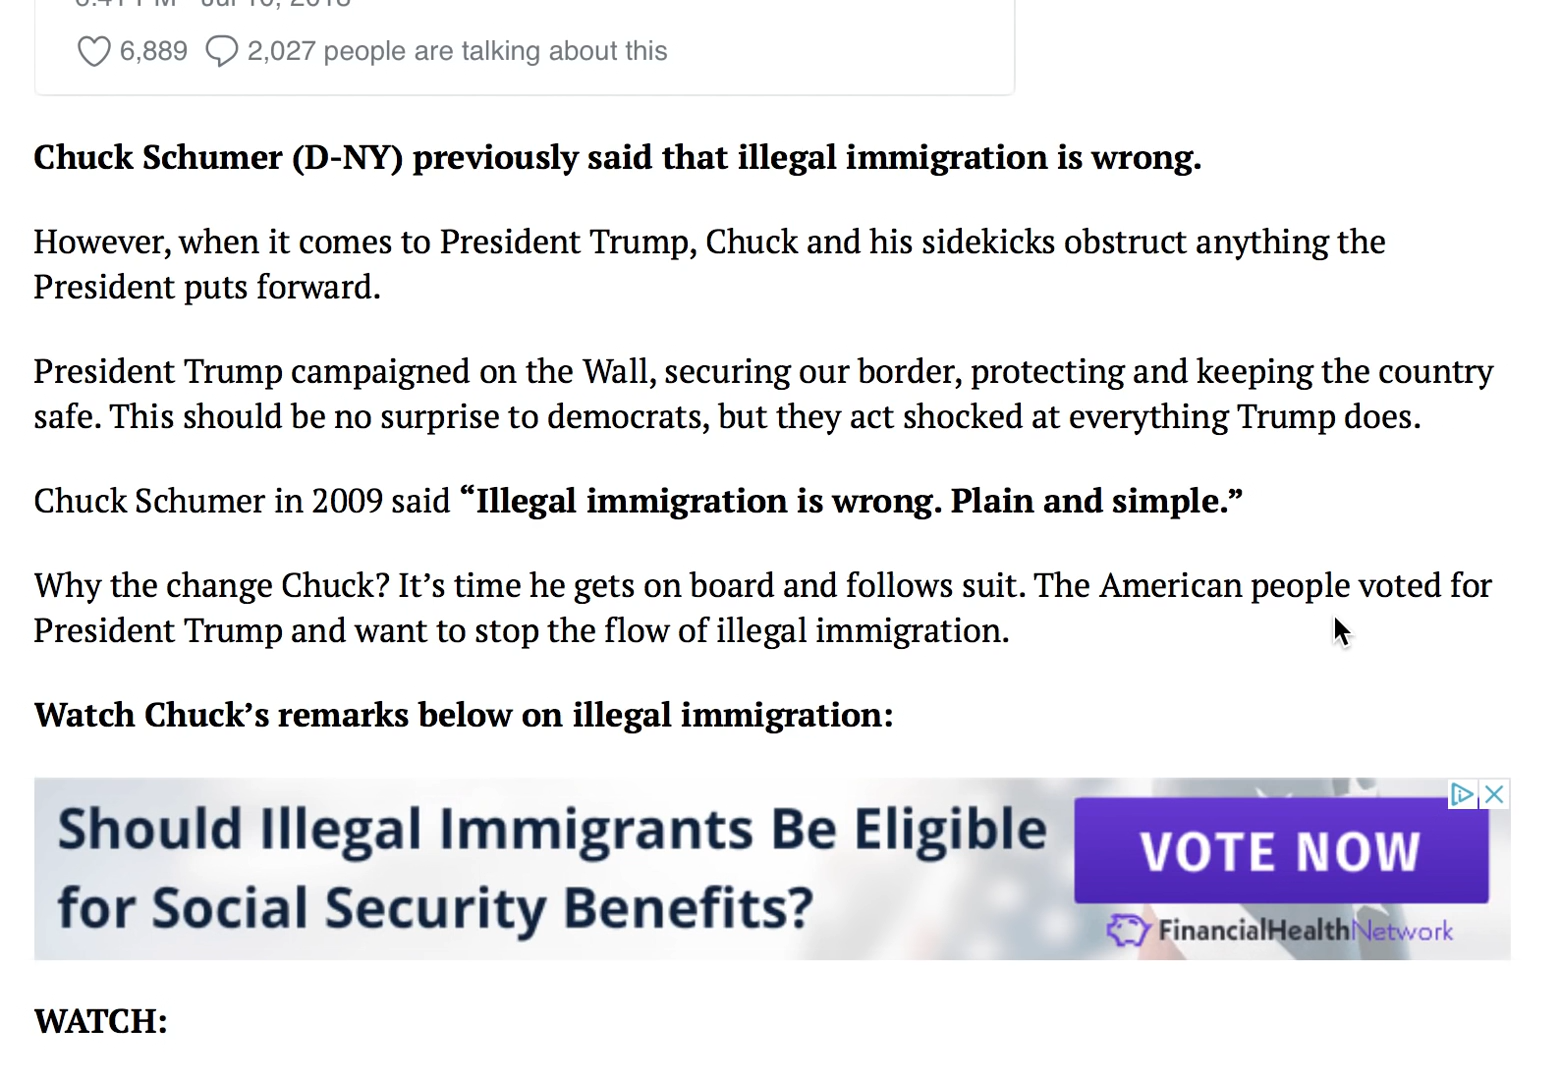 6:41 PM - Jul 10, 2018
6,889 2,027 people are talking about this
Chuck Schumer (D-NY) previously said that illegal immigration is wrong.
However, when it comes to President Trump, Chuck and his sidekicks obstruct anything the
President puts forward.
President Trump campaigned on the Wall, securing our border, protecting and keeping the country
safe. This should be no surprise to democrats, but they act shocked at everything Trump does.
Chuck Schumer in 2009 said “Illegal immigration is wrong. Plain and simple.”
Why the change Chuck? It’s time he gets on board and follows suit. The American people voted for
President Trump and want to stop the flow of illegal immigration.
Watch Chuck’s remarks below on illegal immigration:
Should Illegal Immigrants Be Eligible
for Social Security Benefits?
VOTE NOW
FinancialHealthNetwork
WATCH: